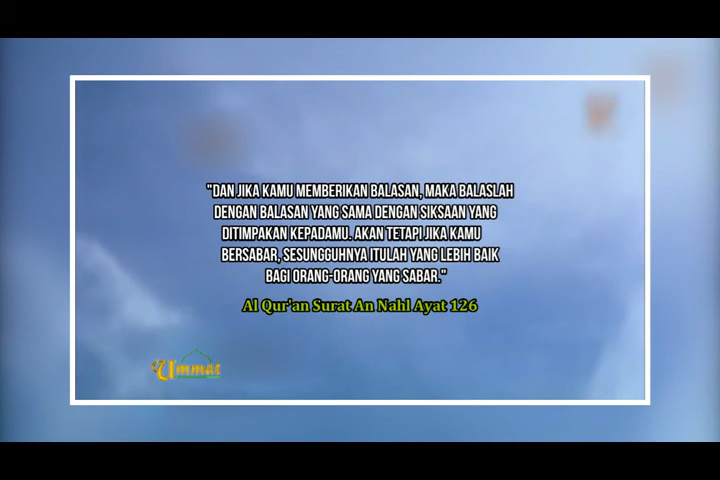 "DAN JIKA KAMU MEMBERIKAN BALASAN, MAKA BALASLAH
DENGAN BALASAN YANG SAMA DENGAN SIKSAAN YANG
DITIMPAKAN KEPADAMU. AKAN TETAPI JIKA KAMU
BERSABAR, SESUNGGUHNYA ITULAH YANG LEBIH BAIK
BAGI ORANG-ORANG YANG SABAR."
Al Qur'an Surat An Nahl Ayat 126
Ummat